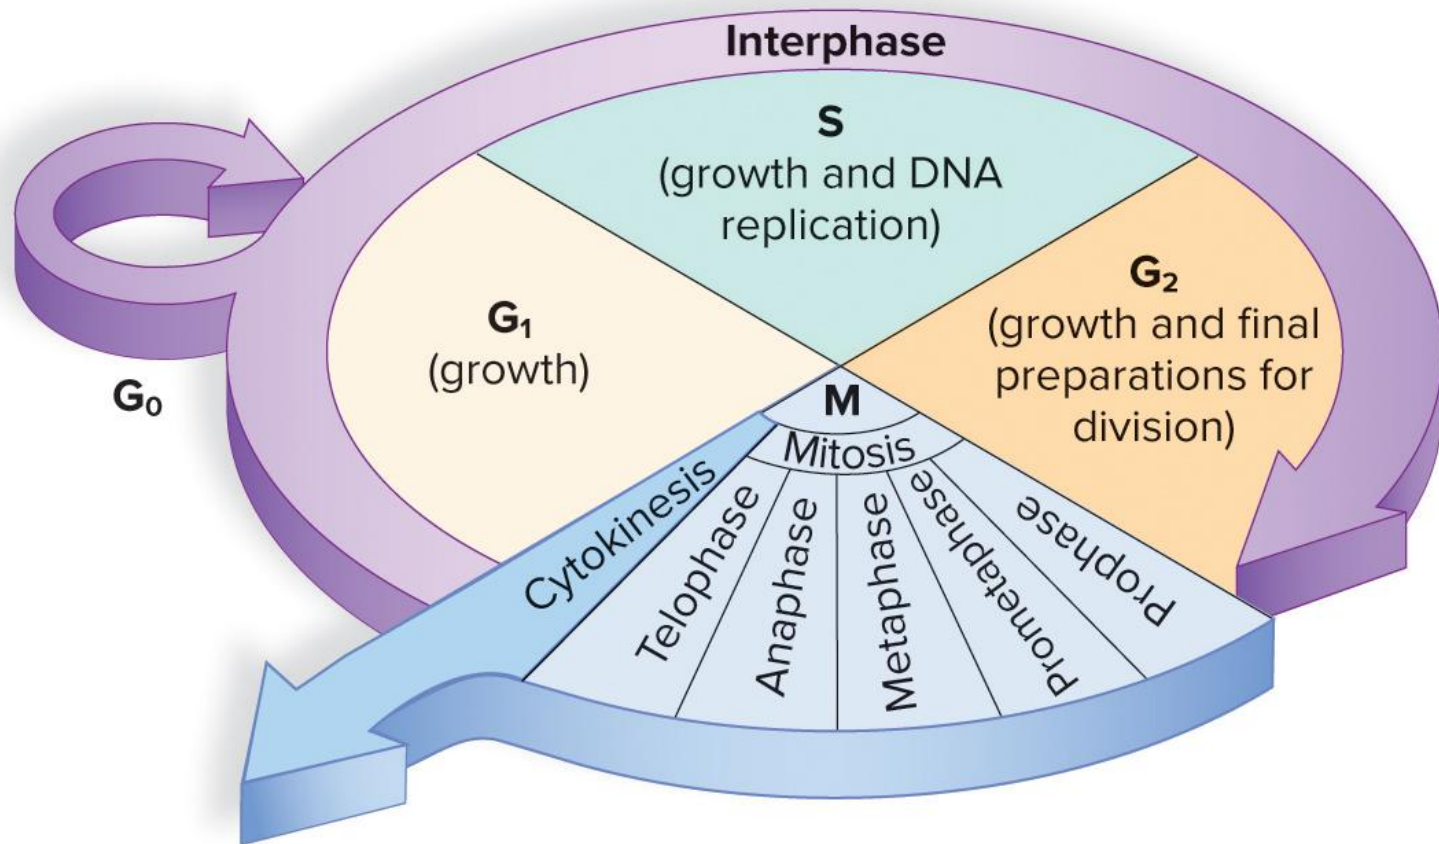 Interphase
S
(growth and DNA
replication)
G₂
(growth and final
preparations for
division)
G₁
(growth)
G₀
M
Mitosis
Cytokinesis
Telophase
Anaphase
Metaphase
Prometaphase
Prophase